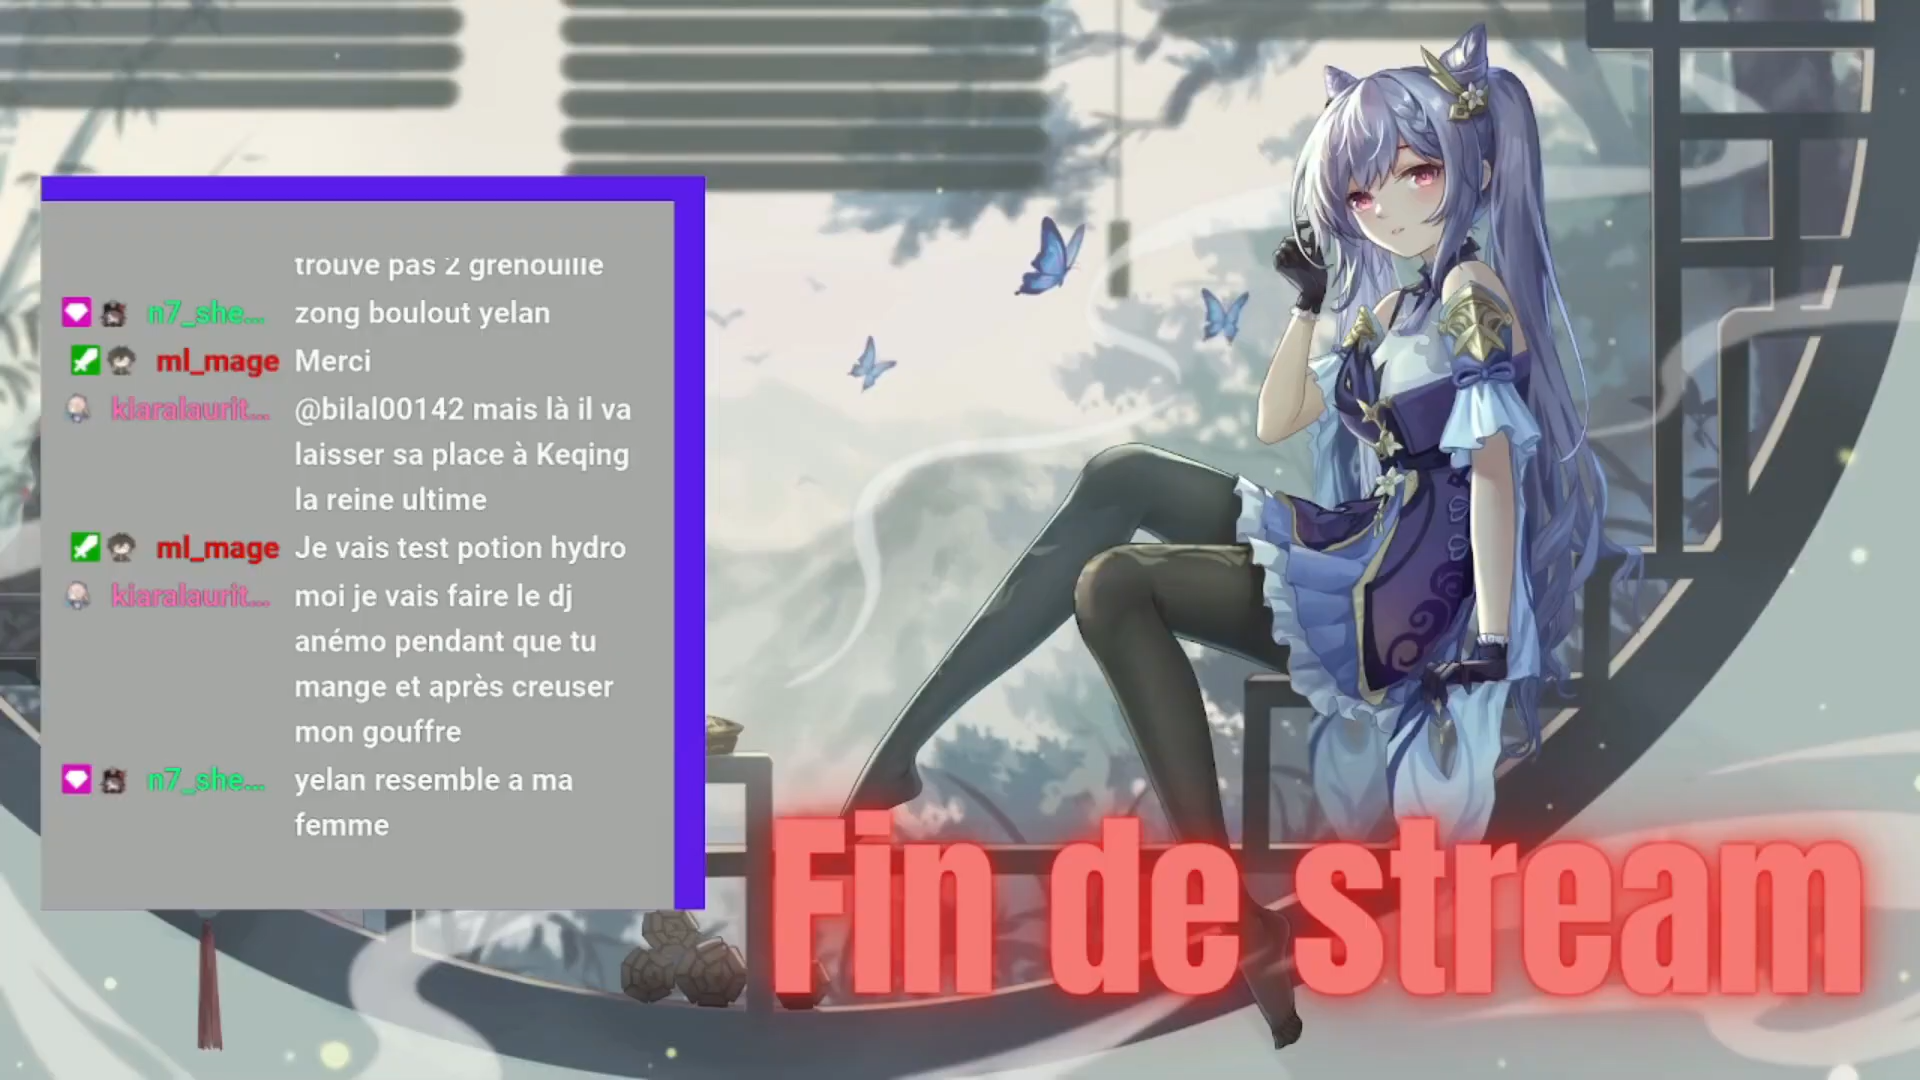 trouve pas 2 grenouille
n7_she... zong boulout yelan
ml_mage Merci
kiaralaurit... @bilal00142 mais là il va
laisser sa place à Keqing
la reine ultime
ml_mage Je vais test potion hydro
kiaralaurit... moi je vais faire le dj
anémo pendant que tu
mange et après creuser
mon gouffre
n7_she... yelan resemble a ma
femme
Fin de stream